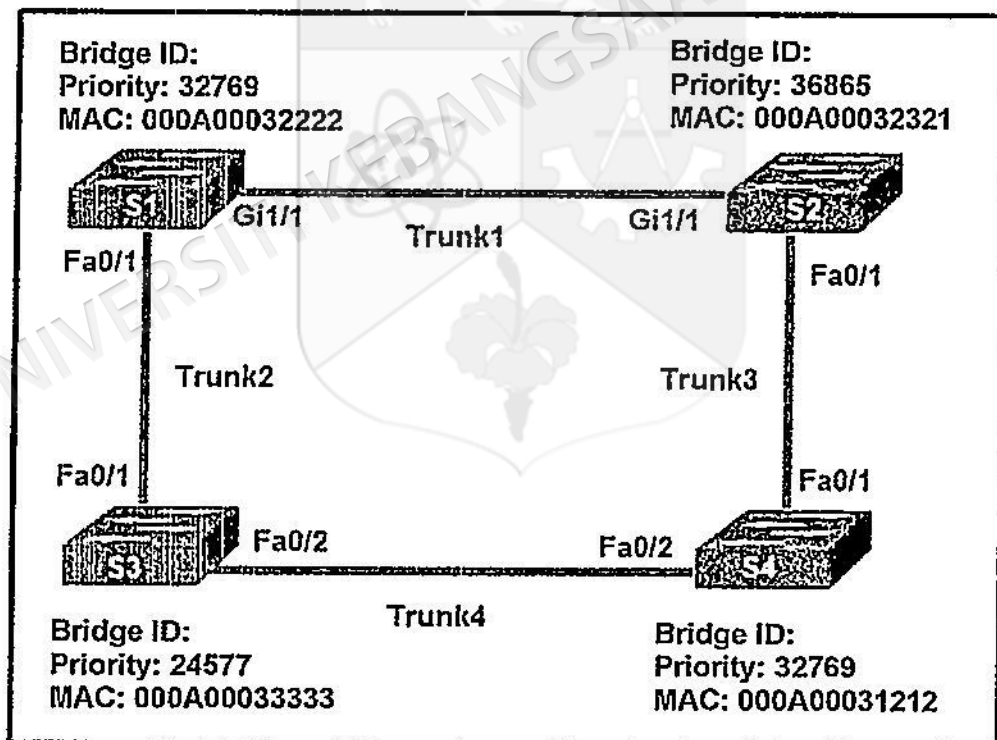 Bridge ID:
Priority: 32769
MAC: 000A00032222
Bridge ID:
Priority: 36865
MAC: 000A00032321
S1
Gi1/1
Trunk1
Gi1/1
S2
Fa0/1
Fa0/1
Trunk2
Trunk3
Fa0/1
Fa0/1
S3
Fa0/2
Fa0/2
S4
Trunk4
Bridge ID:
Priority: 24577
MAC: 000A00033333
Bridge ID:
Priority: 32769
MAC: 000A00031212